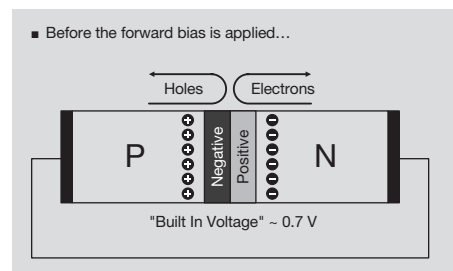 ■ Before the forward bias is applied…
Holes Electrons
P Negative Positive N
"Built In Voltage" ~ 0.7 V